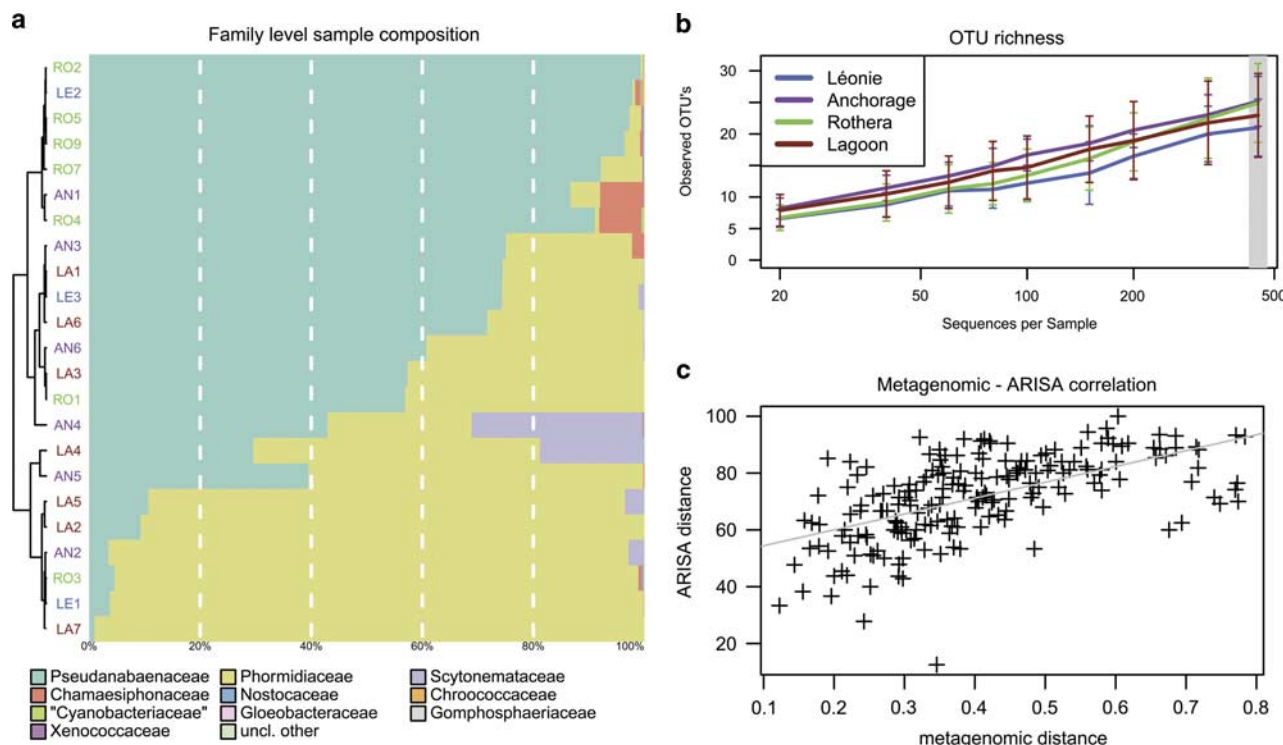 a
Family level sample composition
RO2
LE2
RO5
RO9
RO7
AN1
RO4
AN3
LA1
LE3
LA6
AN6
LA3
RO1
AN4
LA4
AN5
LA5
LA2
AN2
RO3
LE1
LA7
0% 20% 40% 60% 80% 100%
Pseudanabaenaceae Phormidiaceae Scytonemataceae
Chamaesiphonaceae Nostocaceae Chroococcaceae
"Cyanobacteriaceae" Gloeobacteraceae Gomphosphaeriaceae
Xenococcaceae uncl. other
b
OTU richness
Léonie
Anchorage
Rothera
Lagoon
Observed OTU's
30
20
10
5
0
20 50 100 200 500
Sequences per Sample
c
Metagenomic - ARISA correlation
ARISA distance
100
80
60
40
20
0.1 0.2 0.3 0.4 0.5 0.6 0.7 0.8
metagenomic distance